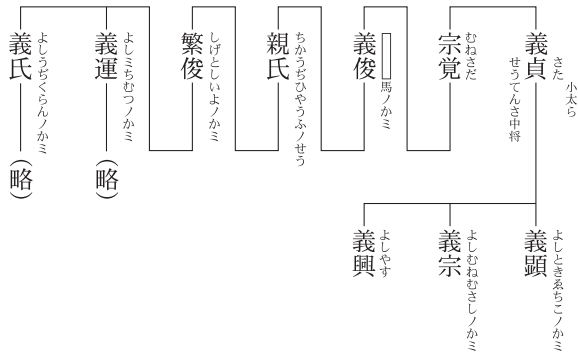 小太ら
さた
義貞
せうてんさ中将
むねさだ
宗覚
馬ノかミ
義俊
ちかうぢひやうふノせう
親氏
しげとしいよノかミ
繁俊
よしミちむつノかミ
義運
(略)
よしうぢくらんノかミ
義氏
(略)
よしときゑちこノかミ
義顕
よしむねむさしノかミ
義宗
よしやす
義興